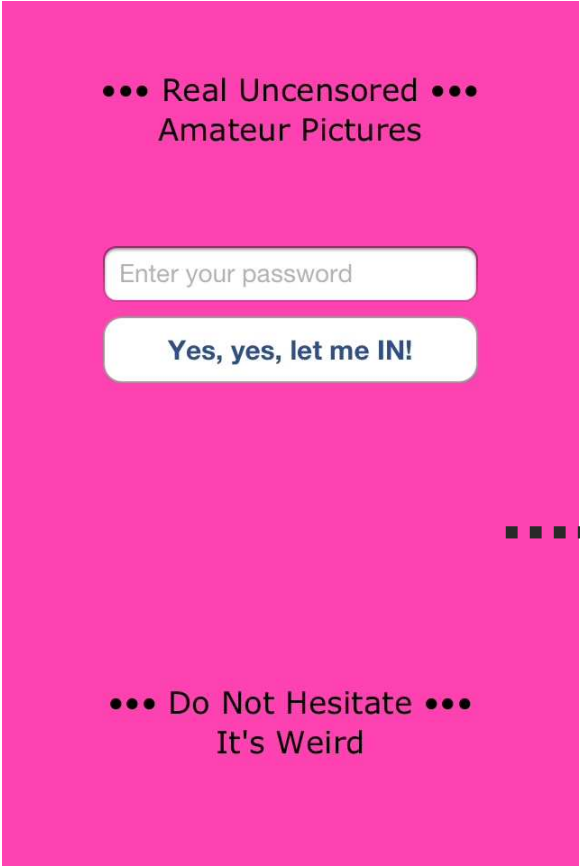 ••• Real Uncensored •••
Amateur Pictures
Enter your password
Yes, yes, let me IN!
••• Do Not Hesitate •••
It's Weird